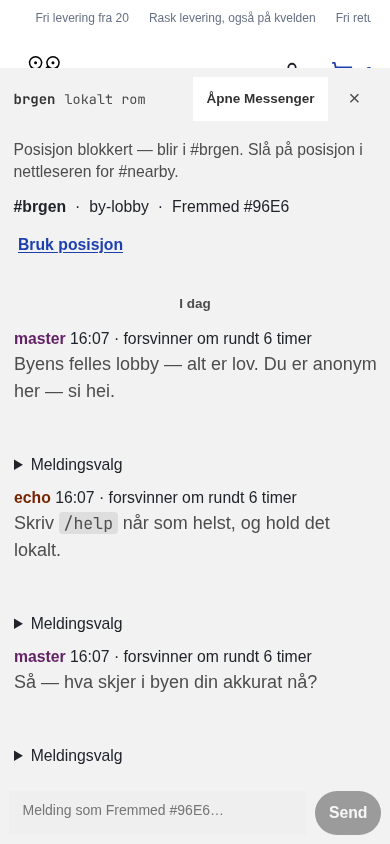 Fri levering fra 20 Rask levering, også på kvelden Fri retu
brgen lokalt rom Åpne Messenger ×
Posisjon blokkert — blir i #brgen. Slå på posisjon i
nettleseren for #nearby.
#brgen · by-lobby · Fremmed #96E6
Bruk posisjon
I dag
master 16:07 · forsvinner om rundt 6 timer
Byens felles lobby — alt er lov. Du er anonym
her — si hei.
Meldingsvalg
echo 16:07 · forsvinner om rundt 6 timer
Skriv /help når som helst, og hold det
lokalt.
Meldingsvalg
master 16:07 · forsvinner om rundt 6 timer
Så — hva skjer i byen din akkurat nå?
Meldingsvalg
Melding som Fremmed #96E6… Send